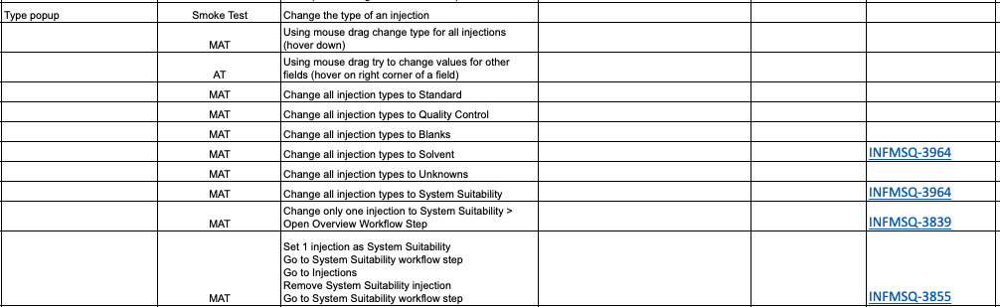 Type popup Smoke Test Change the type of an injection
Using mouse drag change type for all injections
MAT (hover down)
Using mouse drag try to change values for other
AT fields (hover on right corner of a field)
MAT Change all injection types to Standard
MAT Change all injection types to Quality Control
MAT Change all injection types to Blanks
MAT Change all injection types to Solvent INFMSQ-3964
MAT Change all injection types to Unknowns
MAT Change all injection types to System Suitability INFMSQ-3964
Change only one injection to System Suitability >
MAT Open Overview Workflow Step INFMSQ-3839
Set 1 injection as System Suitability
Go to System Suitability workflow step
Go to Injections
Remove System Suitability injection
MAT Go to System Suitability workflow step INFMSQ-3855